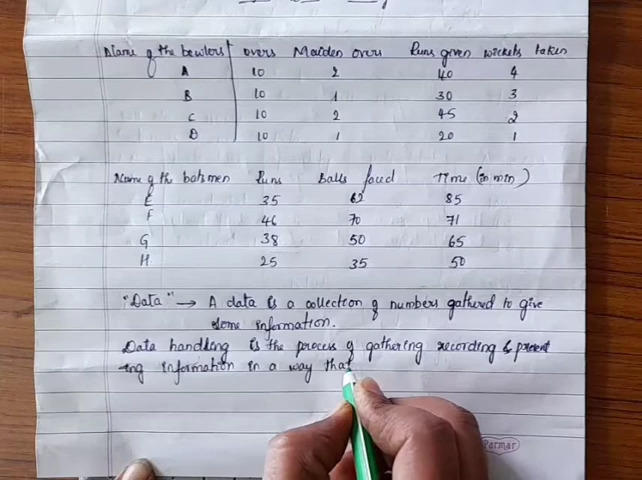 Name of the bowlers overs Maiden overs Runs given wickets taken
A 10 2 40 4
B 10 1 30 3
C 10 2 45 2
D 10 1 20 1
Name of the batsmen Runs Balls faced Time (in min)
E 35 62 85
F 46 70 71
G 38 50 65
H 25 35 50
"Data" → A data is a collection of numbers gathered to give
some information.
Data handling is the process of gathering recording & present
ing information in a way that
Parmar